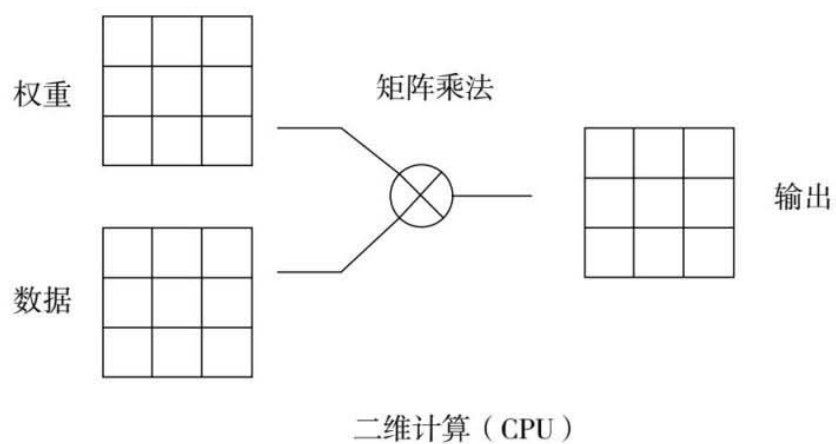 权重
矩阵乘法
输出
数据
二维计算（CPU）